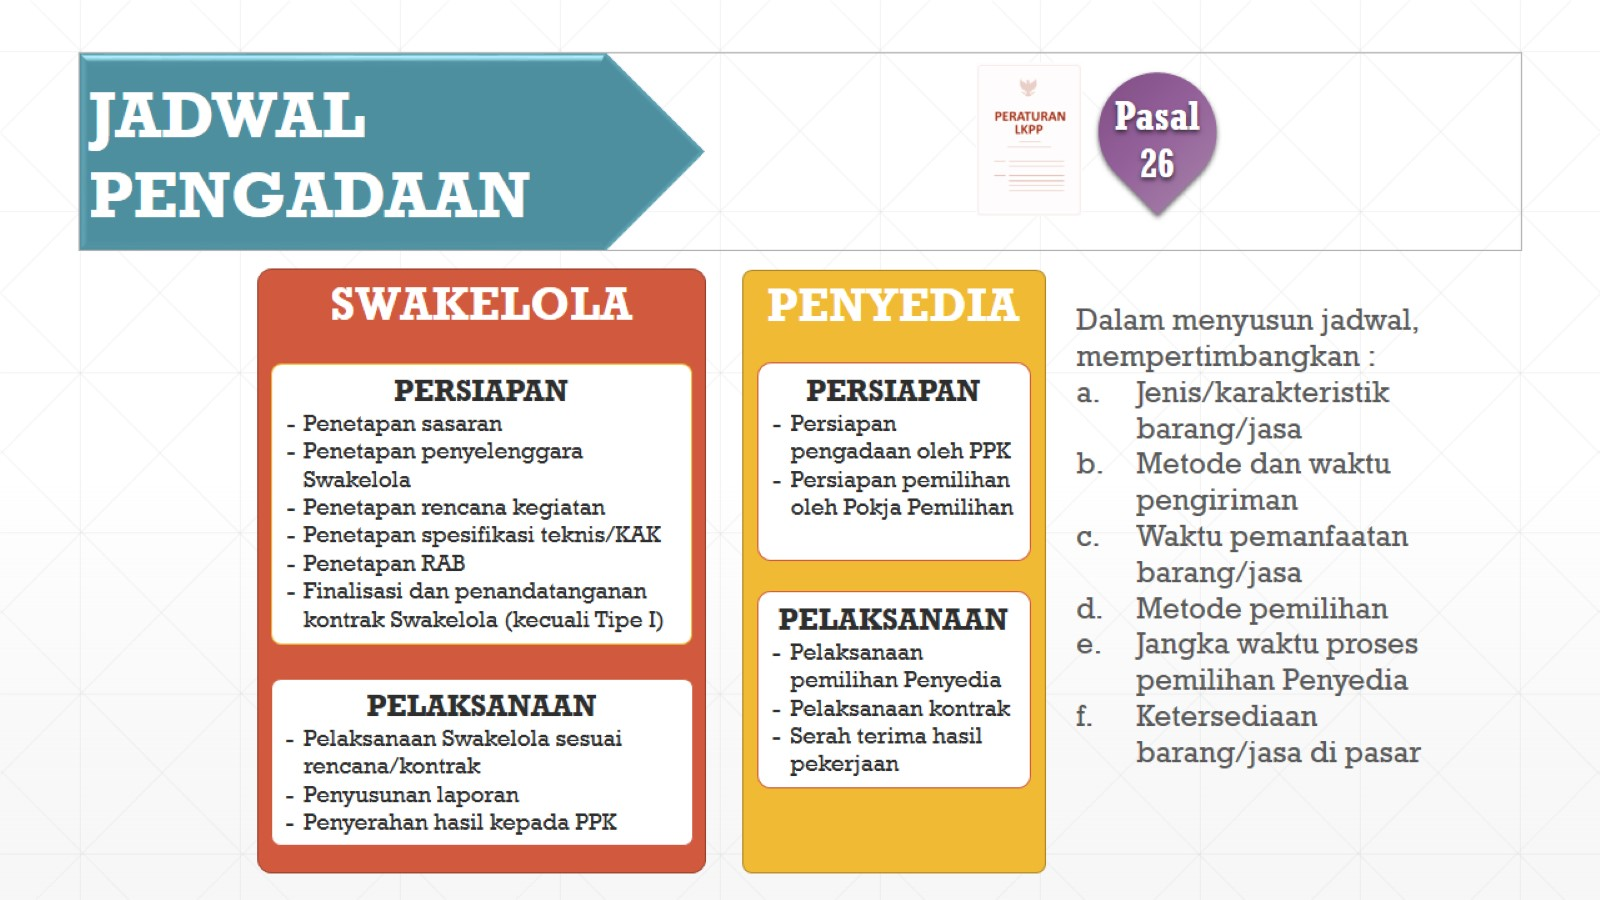 JADWAL
PENGADAAN
PERATURAN
LKPP
Pasal
26
SWAKELOLA
PERSIAPAN
- Penetapan sasaran
- Penetapan penyelenggara
Swakelola
- Penetapan rencana kegiatan
- Penetapan spesifikasi teknis/KAK
- Penetapan RAB
- Finalisasi dan penandatanganan
kontrak Swakelola (kecuali Tipe I)
PELAKSANAAN
- Pelaksanaan Swakelola sesuai
rencana/kontrak
- Penyusunan laporan
- Penyerahan hasil kepada PPK
PENYEDIA
PERSIAPAN
- Persiapan
pengadaan oleh PPK
- Persiapan pemilihan
oleh Pokja Pemilihan
PELAKSANAAN
- Pelaksanaan
pemilihan Penyedia
- Pelaksanaan kontrak
- Serah terima hasil
pekerjaan
Dalam menyusun jadwal,
mempertimbangkan :
a. Jenis/karakteristik
barang/jasa
b. Metode dan waktu
pengiriman
c. Waktu pemanfaatan
barang/jasa
d. Metode pemilihan
e. Jangka waktu proses
pemilihan Penyedia
f. Ketersediaan
barang/jasa di pasar